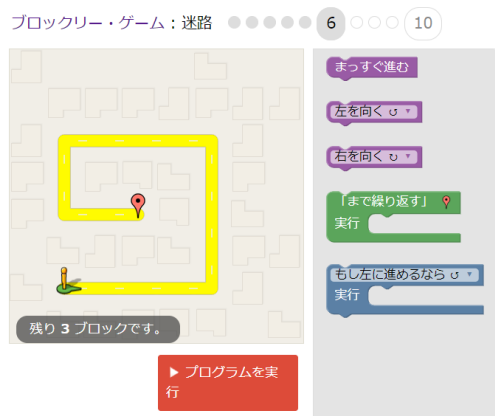 ブロックリー・ゲーム : 迷路 6 10
まっすぐ進む
左を向く ↺ ▾
右を向く ↻ ▾
「まで繰り返す」
実行
もし左に進めるなら ↺ ▾
実行
残り 3 ブロックです。
▶ プログラムを実
行